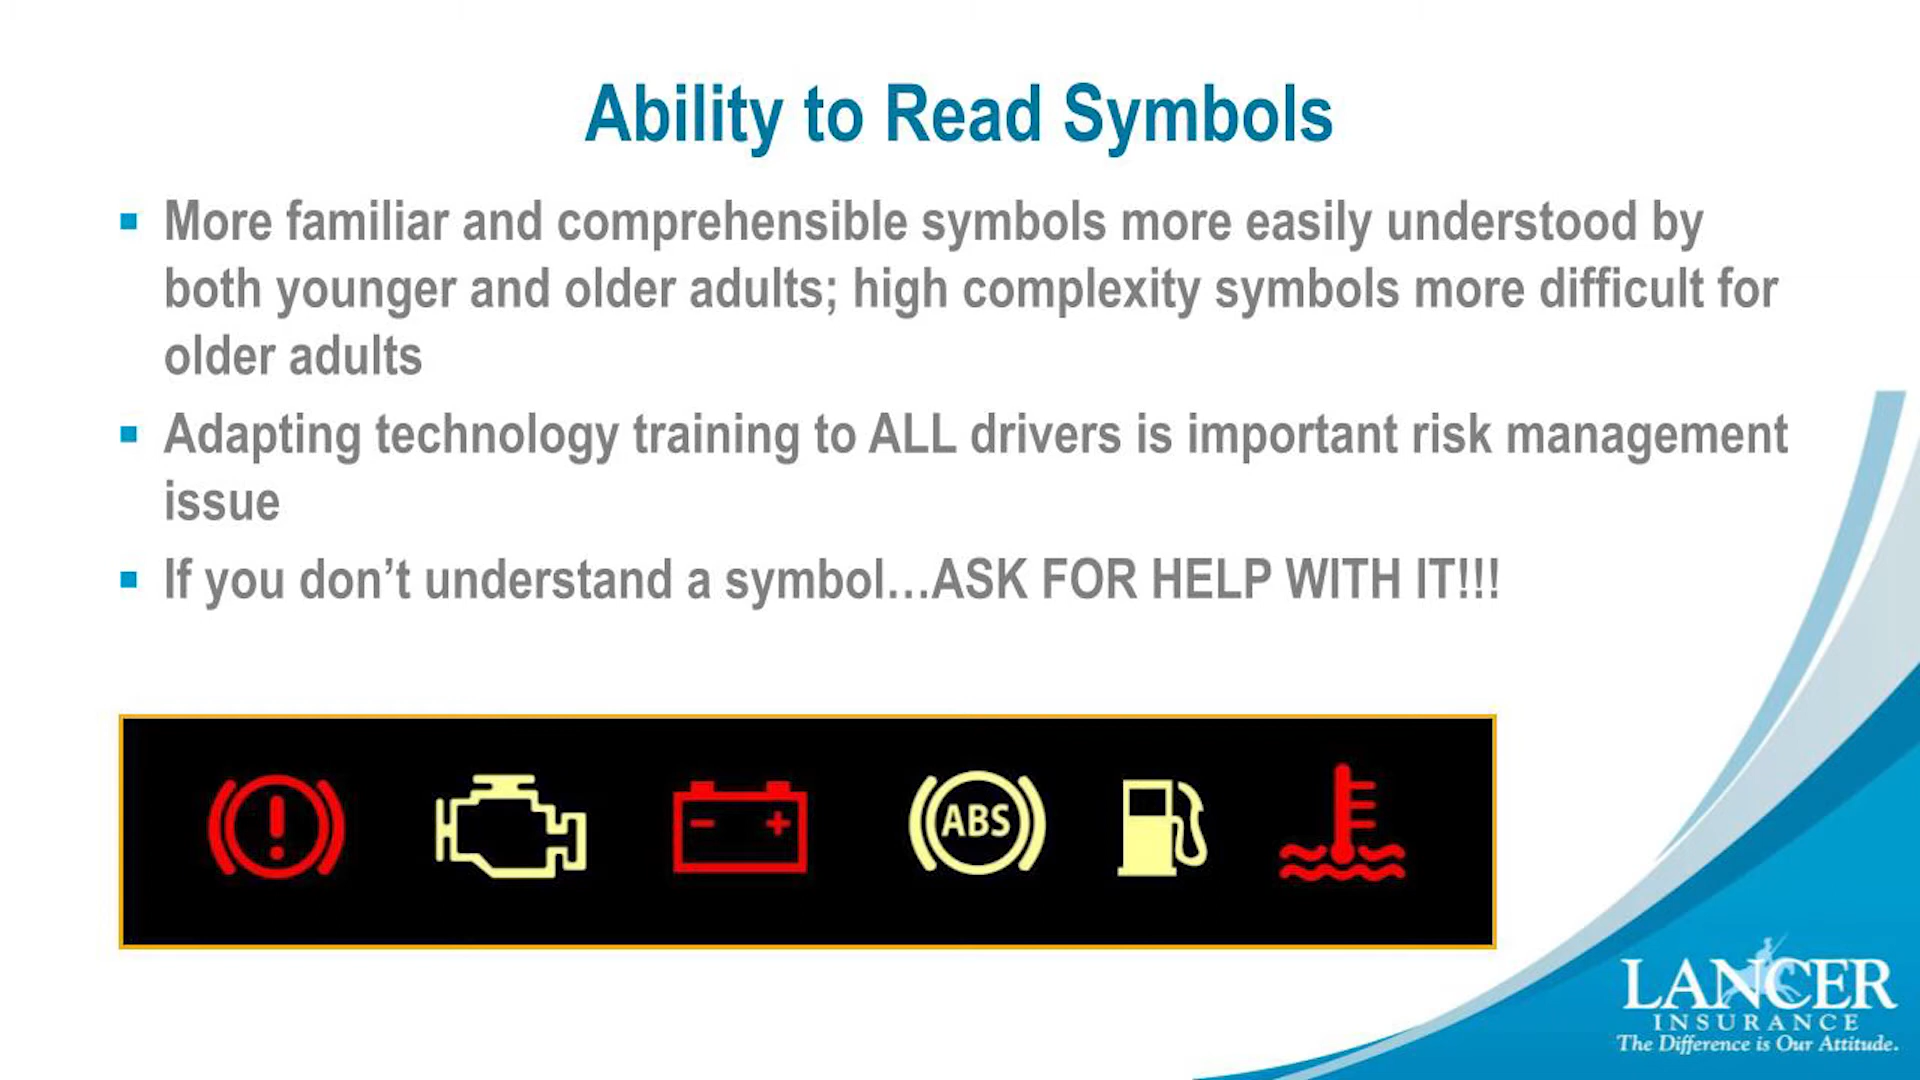 Ability to Read Symbols
More familiar and comprehensible symbols more easily understood by
both younger and older adults; high complexity symbols more difficult for
older adults
Adapting technology training to ALL drivers is important risk management
issue
If you don’t understand a symbol…ASK FOR HELP WITH IT!!!
ABS
LANCER
INSURANCE
The Difference is Our Attitude.